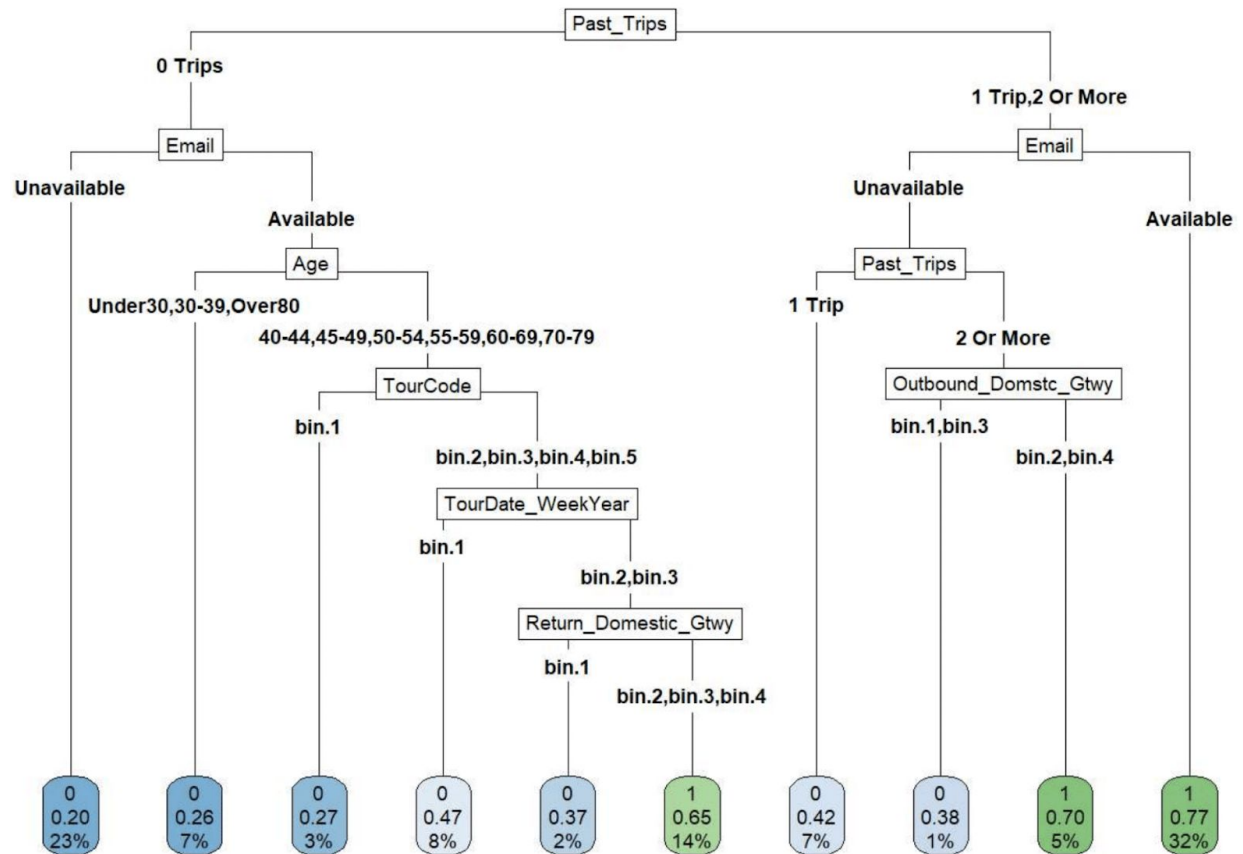 Past_Trips
0 Trips
1 Trip,2 Or More
Email
Email
Unavailable
Unavailable
Available
Available
Age
Past_Trips
Under30,30-39,Over80
1 Trip
40-44,45-49,50-54,55-59,60-69,70-79
2 Or More
TourCode
Outbound_Domstc_Gtwy
bin.1
bin.1,bin.3
bin.2,bin.3,bin.4,bin.5
bin.2,bin.4
TourDate_WeekYear
bin.1
bin.2,bin.3
Return_Domestic_Gtwy
bin.1
bin.2,bin.3,bin.4
0
0.20
23%
0
0.26
7%
0
0.27
3%
0
0.47
8%
0
0.37
2%
1
0.65
14%
0
0.42
7%
0
0.38
1%
1
0.70
5%
1
0.77
32%